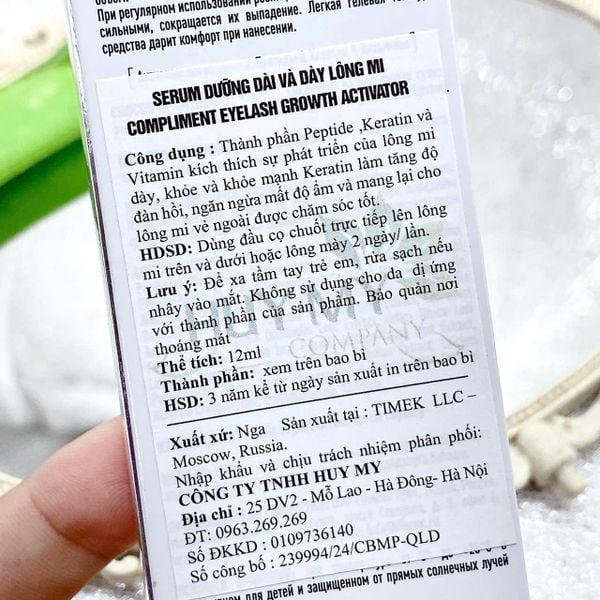 При регулярном использовании
сильными, сокращается их выпадение. Легкая гелевая
средства дарит комфорт при нанесении.
SERUM DƯỠNG DÀI VÀ DÀY LÔNG MI
COMPLIMENT EYELASH GROWTH ACTIVATOR
Công dụng : Thành phần Peptide ,Keratin và
Vitamin kích thích sự phát triển của lông mi
dày, khỏe và khỏe mạnh Keratin làm tăng độ
đàn hồi, ngăn ngừa mất độ ẩm và mang lại cho
lông mi vẻ ngoài được chăm sóc tốt.
HDSD: Dùng đầu cọ chuốt trực tiếp lên lông
mi trên và dưới hoặc lông mày 2 ngày/ lần.
Lưu ý: Để xa tầm tay trẻ em, rửa sạch nếu
nhây vào mắt. Không sử dụng cho da dị ứng
với thành phần của sản phẩm. Bảo quản nơi
thoáng mát
HUY MY
COMPANY
Thể tích: 12ml
Thành phần: xem trên bao bì
HSD: 3 năm kể từ ngày sản xuất in trên bao bì
Xuất xứ: Nga Sản xuất tại : TIMEK LLC –
Moscow, Russia.
Nhập khẩu và chịu trách nhiệm phân phối:
CÔNG TY TNHH HUY MY
Địa chỉ : 25 DV2 - Mỗ Lao - Hà Đông- Hà Nội
ĐT: 0963.269.269
Số ĐKKD : 0109736140
Số công bố : 239994/24/CBMP-QLD
для детей и защищенном от прямых солнечных лучей